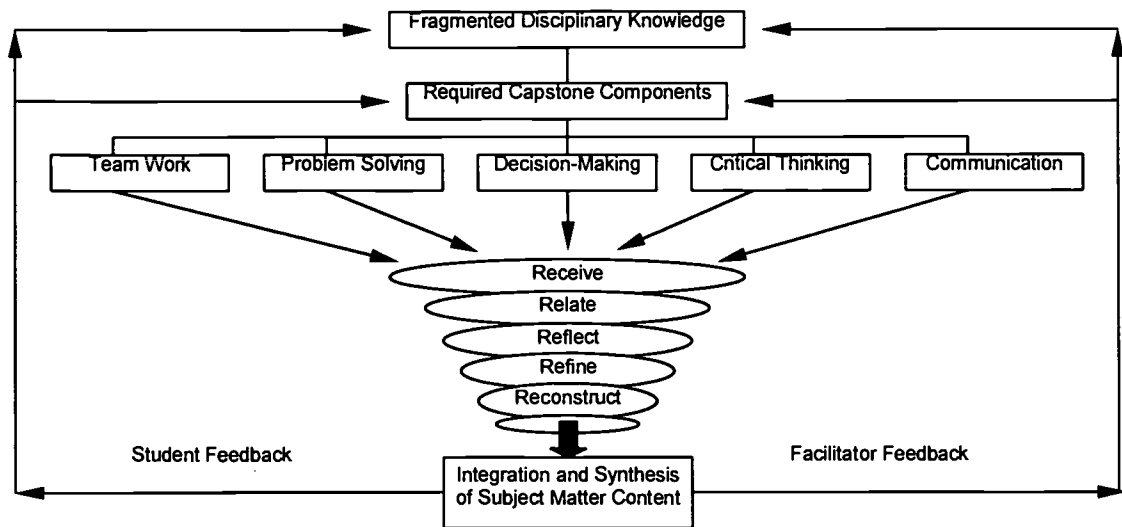 Fragmented Disciplinary Knowledge
Required Capstone Components
Team Work
Problem Solving
Decision-Making
Critical Thinking
Communication
Receive
Relate
Reflect
Refine
Reconstruct
Student Feedback
Facilitator Feedback
Integration and Synthesis
of Subject Matter Content